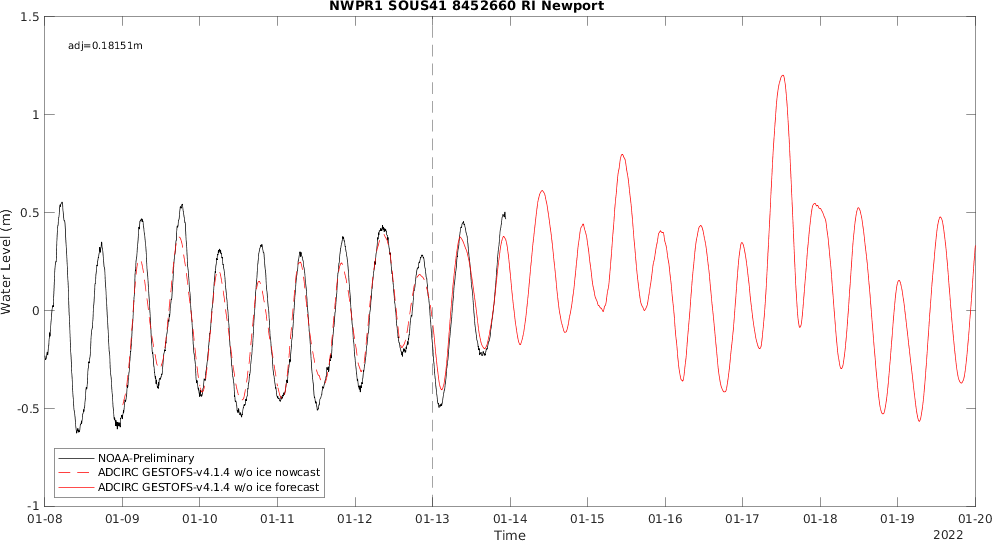 NWPR1 SOUS41 8452660 RI Newport
adj=0.18151m
1.5
1
0.5
0
-0.5
-1
Water Level (m)
NOAA-Preliminary
ADCIRC GESTOFS-v4.1.4 w/o ice nowcast
ADCIRC GESTOFS-v4.1.4 w/o ice forecast
01-08 01-09 01-10 01-11 01-12 01-13 01-14 01-15 01-16 01-17 01-18 01-19 01-20
Time
2022